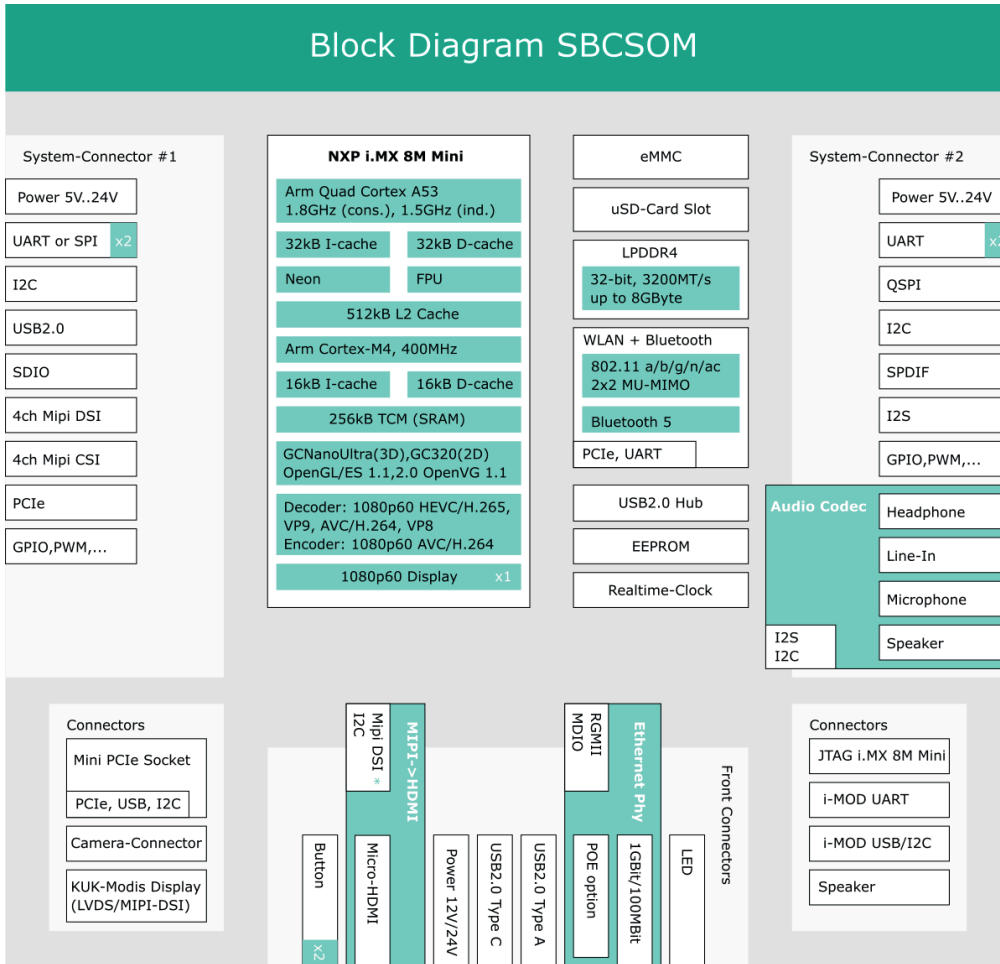 Block Diagram SBCSOM
System-Connector #1
Power 5V..24V
UART or SPI x2
I2C
USB2.0
SDIO
4ch Mipi DSI
4ch Mipi CSI
PCIe
GPIO,PWM,...
NXP i.MX 8M Mini
Arm Quad Cortex A53
1.8GHz (cons.), 1.5GHz (ind.)
32kB I-cache
32kB D-cache
Neon
FPU
512kB L2 Cache
Arm Cortex-M4, 400MHz
16kB I-cache
16kB D-cache
256kB TCM (SRAM)
GCNanoUltra(3D),GC320(2D)
OpenGL/ES 1.1,2.0 OpenVG 1.1
Decoder: 1080p60 HEVC/H.265,
VP9, AVC/H.264, VP8
Encoder: 1080p60 AVC/H.264
1080p60 Display x1
eMMC
uSD-Card Slot
LPDDR4
32-bit, 3200MT/s
up to 8GByte
WLAN + Bluetooth
802.11 a/b/g/n/ac
2x2 MU-MIMO
Bluetooth 5
PCIe, UART
USB2.0 Hub
EEPROM
Realtime-Clock
System-Connector #2
Power 5V..24V
UART x2
QSPI
I2C
SPDIF
I2S
GPIO,PWM,...
Audio Codec
Headphone
Line-In
Microphone
Speaker
I2S
I2C
Connectors
Mini PCIe Socket
PCIe, USB, I2C
Camera-Connector
KUK-Modis Display
(LVDS/MIPI-DSI)
Button x2
Mipi DSI *
I2C
MIPI->HDMI
Micro-HDMI
Power 12V/24V
USB2.0 Type C
USB2.0 Type A
RGMII
MDIO
Ethernet Phy
POE option
1GBit/100MBit
LED
Front Connectors
Connectors
JTAG i.MX 8M Mini
i-MOD UART
i-MOD USB/I2C
Speaker